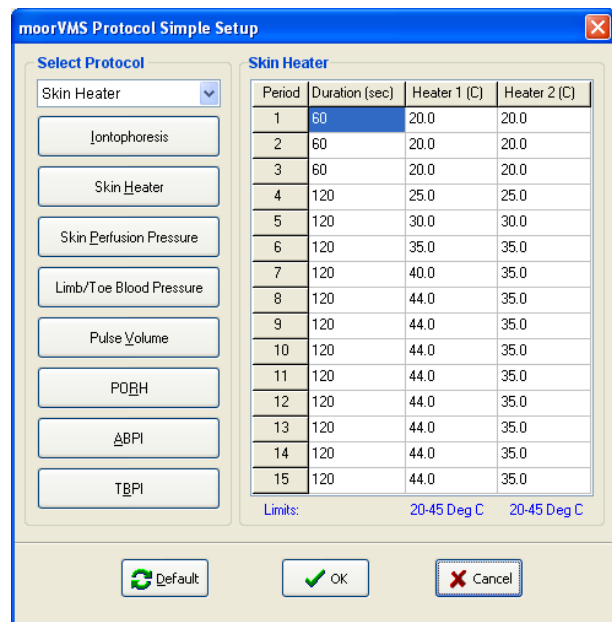 moorVMS Protocol Simple Setup
Select Protocol
Skin Heater
Iontophoresis
Skin Heater
Skin Perfusion Pressure
Limb/Toe Blood Pressure
Pulse Volume
PORH
ABPI
TBPI
Skin Heater
Period Duration (sec) Heater 1 (C) Heater 2 (C)
1 60 20.0 20.0
2 60 20.0 20.0
3 60 20.0 20.0
4 120 25.0 25.0
5 120 30.0 30.0
6 120 35.0 35.0
7 120 40.0 35.0
8 120 44.0 35.0
9 120 44.0 35.0
10 120 44.0 35.0
11 120 44.0 35.0
12 120 44.0 35.0
13 120 44.0 35.0
14 120 44.0 35.0
15 120 44.0 35.0
Limits: 20-45 Deg C 20-45 Deg C
Default OK Cancel